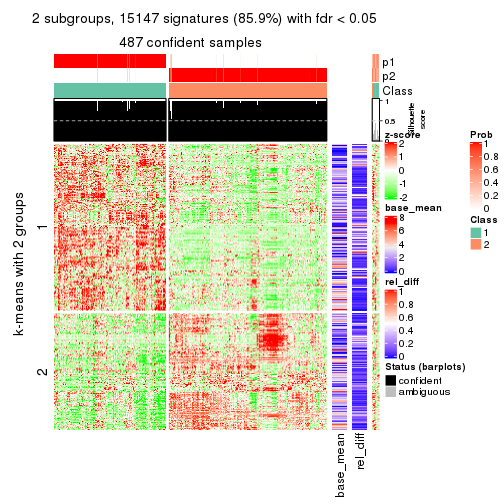 2 subgroups, 15147 signatures (85.9%) with fdr < 0.05
487 confident samples
p1
p2
Class
1
0.5
0
Silhouette
score
k-means with 2 groups
1
2
base_mean
rel_diff
z-score
2
1
0
-1
-2
base_mean
8
6
4
2
0
rel_diff
1
0.8
0.6
0.4
0.2
0
Status (barplots)
confident
ambiguous
Prob
1
0.8
0.6
0.4
0.2
0
Class
1
2